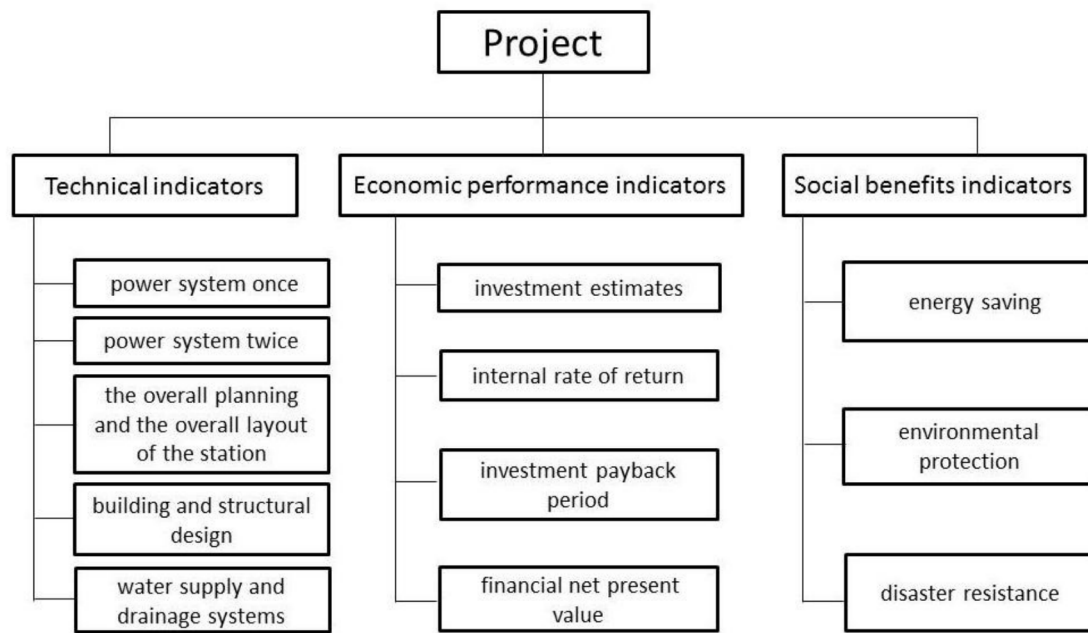 Project
Technical indicators
power system once
power system twice
the overall planning
and the overall layout
of the station
building and structural
design
water supply and
drainage systems
Economic performance indicators
investment estimates
internal rate of return
investment payback
period
financial net present
value
Social benefits indicators
energy saving
environmental
protection
disaster resistance